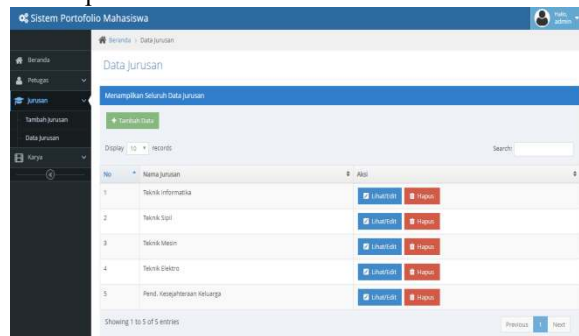 Sistem Portofolio Mahasiswa
Hallo,
admin
Beranda > Data Jurusan
Beranda
Data Jurusan
Petugas
Jurusan
Menampilkan Seluruh Data Jurusan
Tambah Jurusan
+ Tambah Data
Data Jurusan
Display 10 records
Search:
Karya
No Nama Jurusan Aksi
1 Teknik Informatika Lihat/Edit Hapus
2 Teknik Sipil Lihat/Edit Hapus
3 Teknik Mesin Lihat/Edit Hapus
4 Teknik Elektro Lihat/Edit Hapus
5 Pend. Kesejahteraan Keluarga Lihat/Edit Hapus
Showing 1 to 5 of 5 entries
Previous 1 Next